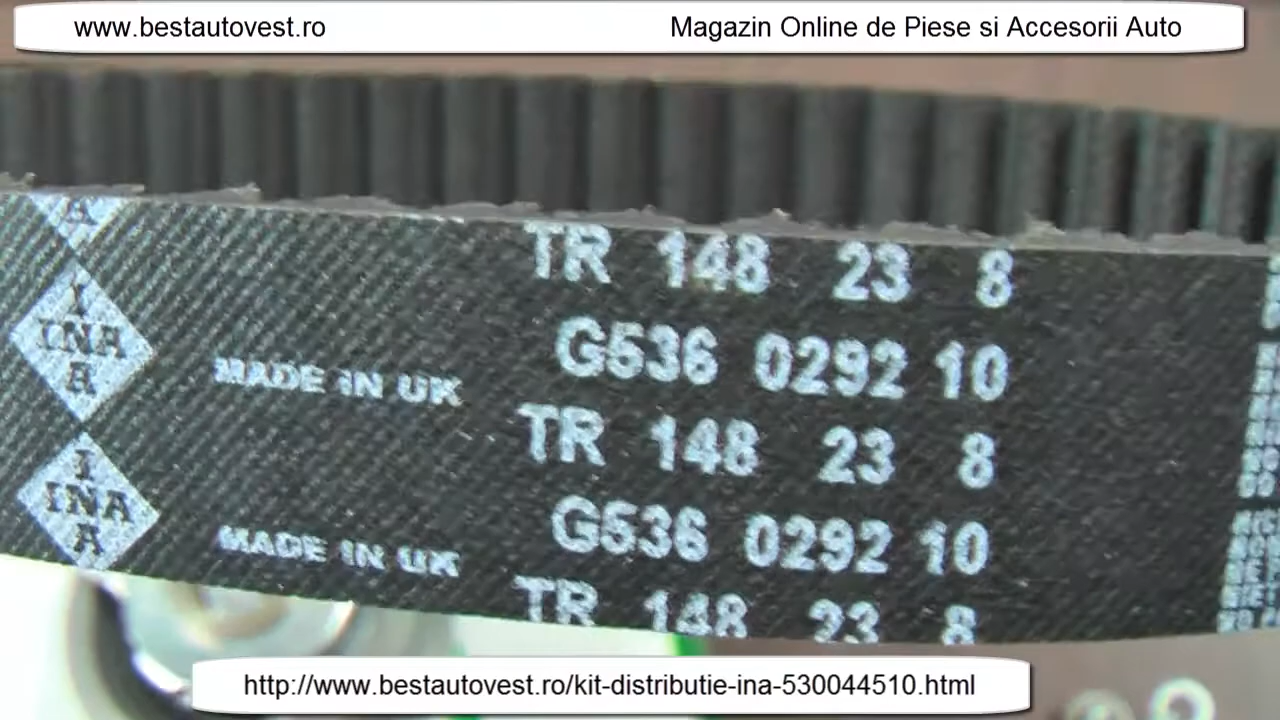 www.bestautovest.ro Magazin Online de Piese si Accesorii Auto
A
TR 148 23 8
I
INA
A
G536 0292 10
MADE IN UK
TR 148 23 8
I
INA
A
G536 0292 10
MADE IN UK
TR 148 23 8
http://www.bestautovest.ro/kit-distributie-ina-530044510.html